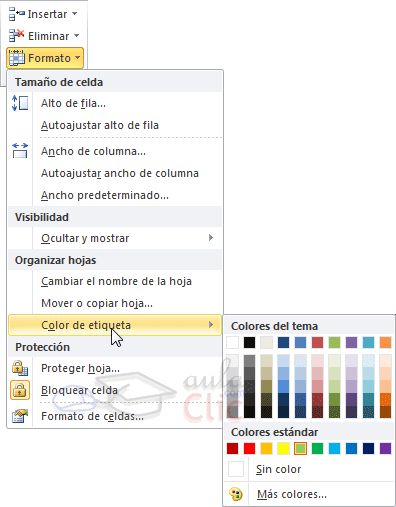 Insertar
Eliminar
Formato
Tamaño de celda
Alto de fila...
Autoajustar alto de fila
Ancho de columna...
Autoajustar ancho de columna
Ancho predeterminado...
Visibilidad
Ocultar y mostrar
Organizar hojas
Cambiar el nombre de la hoja
Mover o copiar hoja...
Color de etiqueta
Protección
Proteger hoja...
Bloquear celda
Formato de celdas...
Colores del tema
Colores estándar
Sin color
Más colores...
aula
Clic